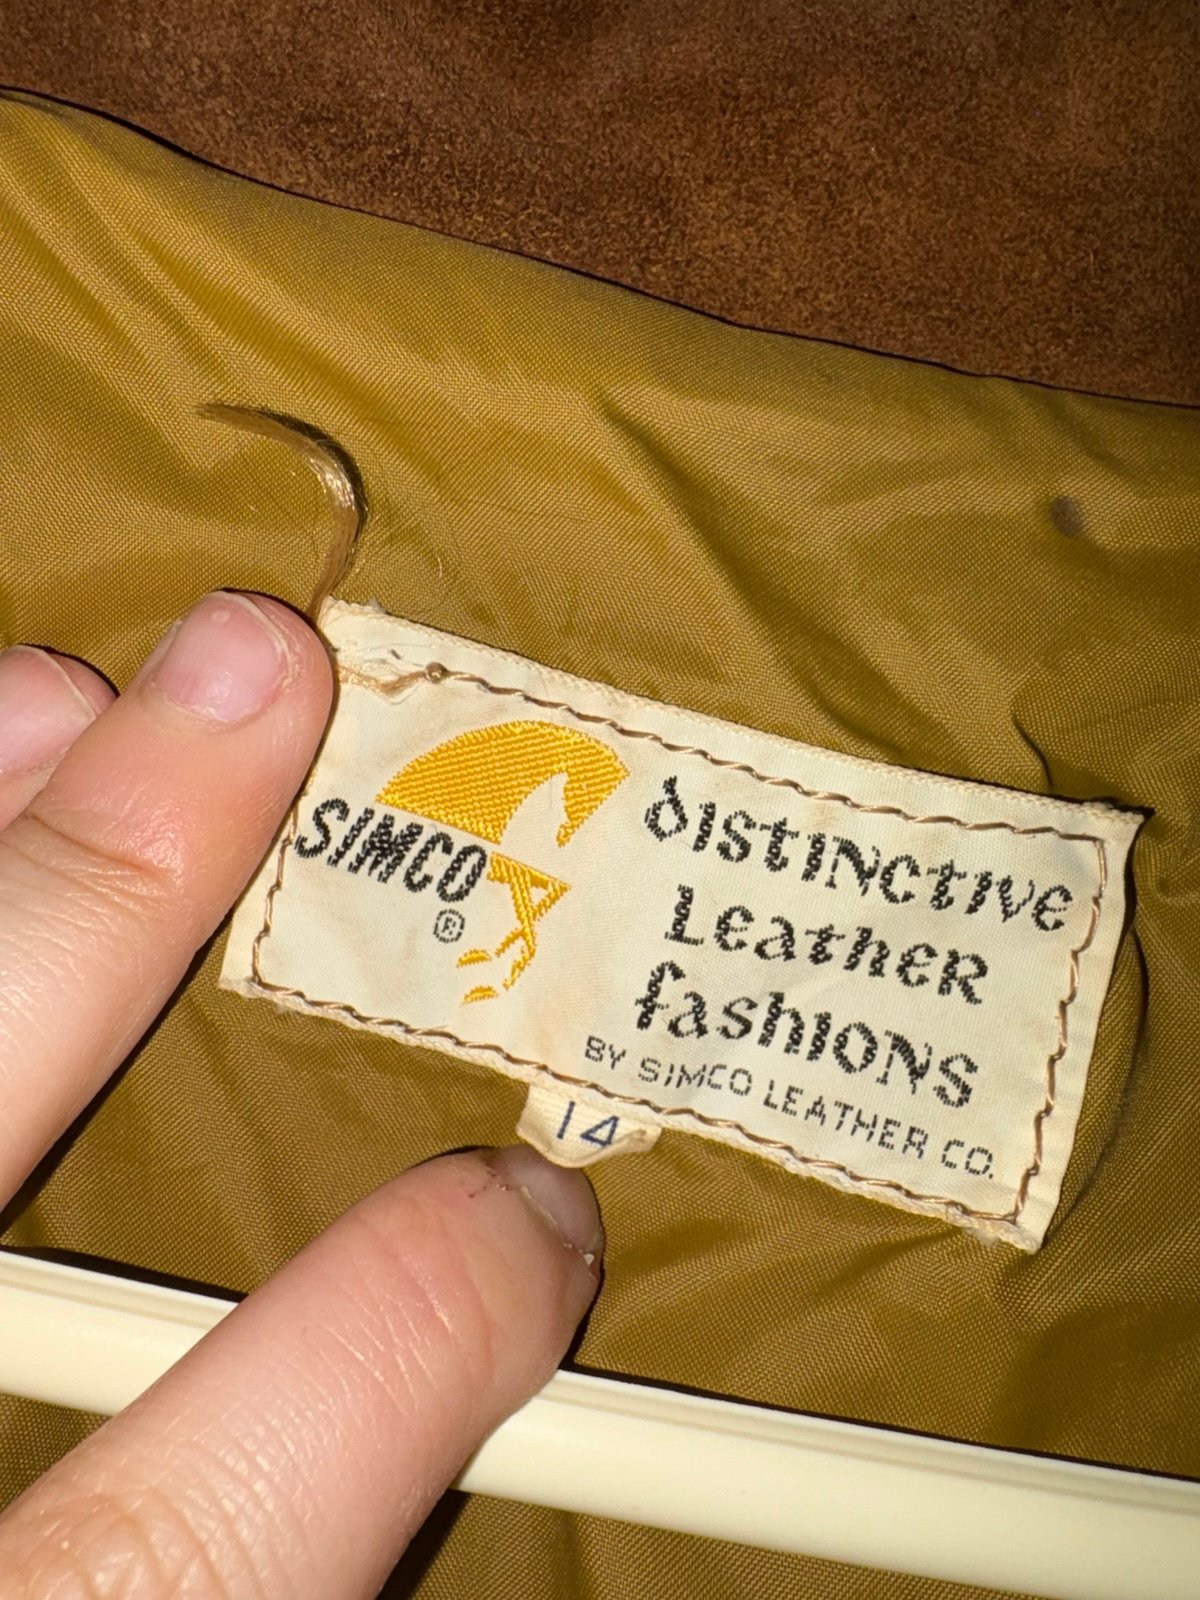 SIMCO
®
distinctive
Leather
fashions
BY SIMCO LEATHER CO.
14